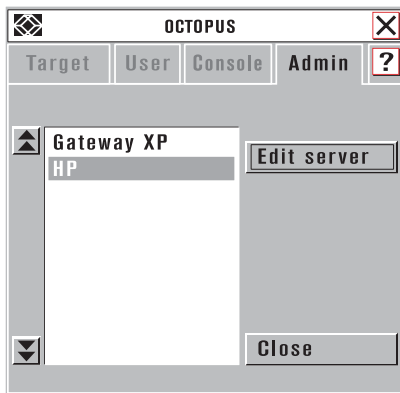 OCTOPUS
Target User Console Admin ?
Gateway XP
HP
Edit server
Close